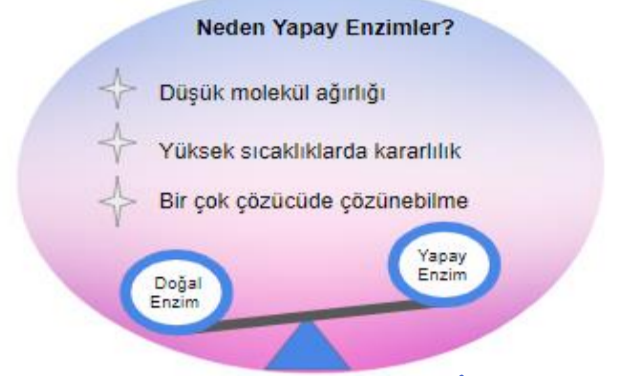 Neden Yapay Enzimler?
Düşük molekül ağırlığı
Yüksek sıcaklıklarda kararlılık
Bir çok çözücüde çözünebilme
Yapay
Enzim
Doğal
Enzim